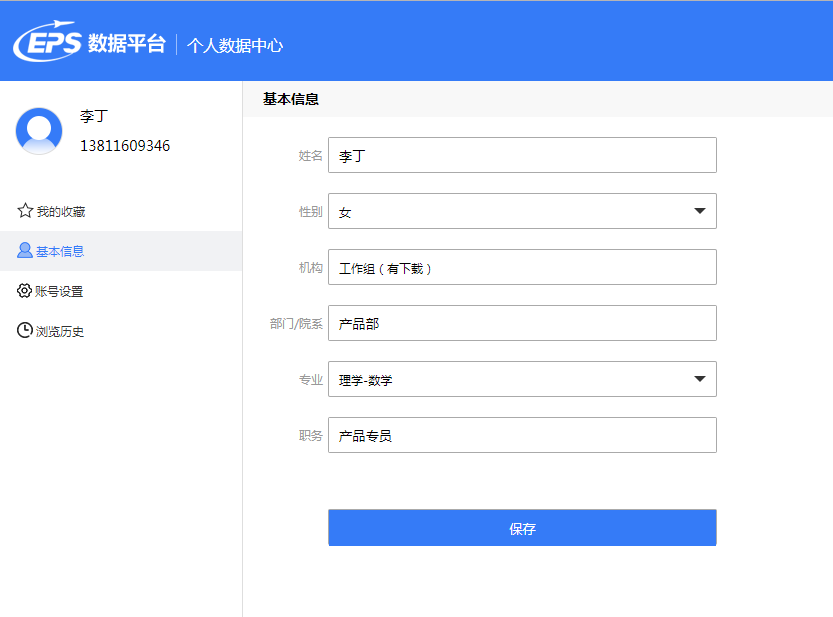 EPS 数据平台 个人数据中心
李丁
13811609346
我的收藏
基本信息
账号设置
浏览历史
基本信息
姓名 李丁
性别 女
机构 工作组（有下载）
部门/院系 产品部
专业 理学-数学
职务 产品专员
保存